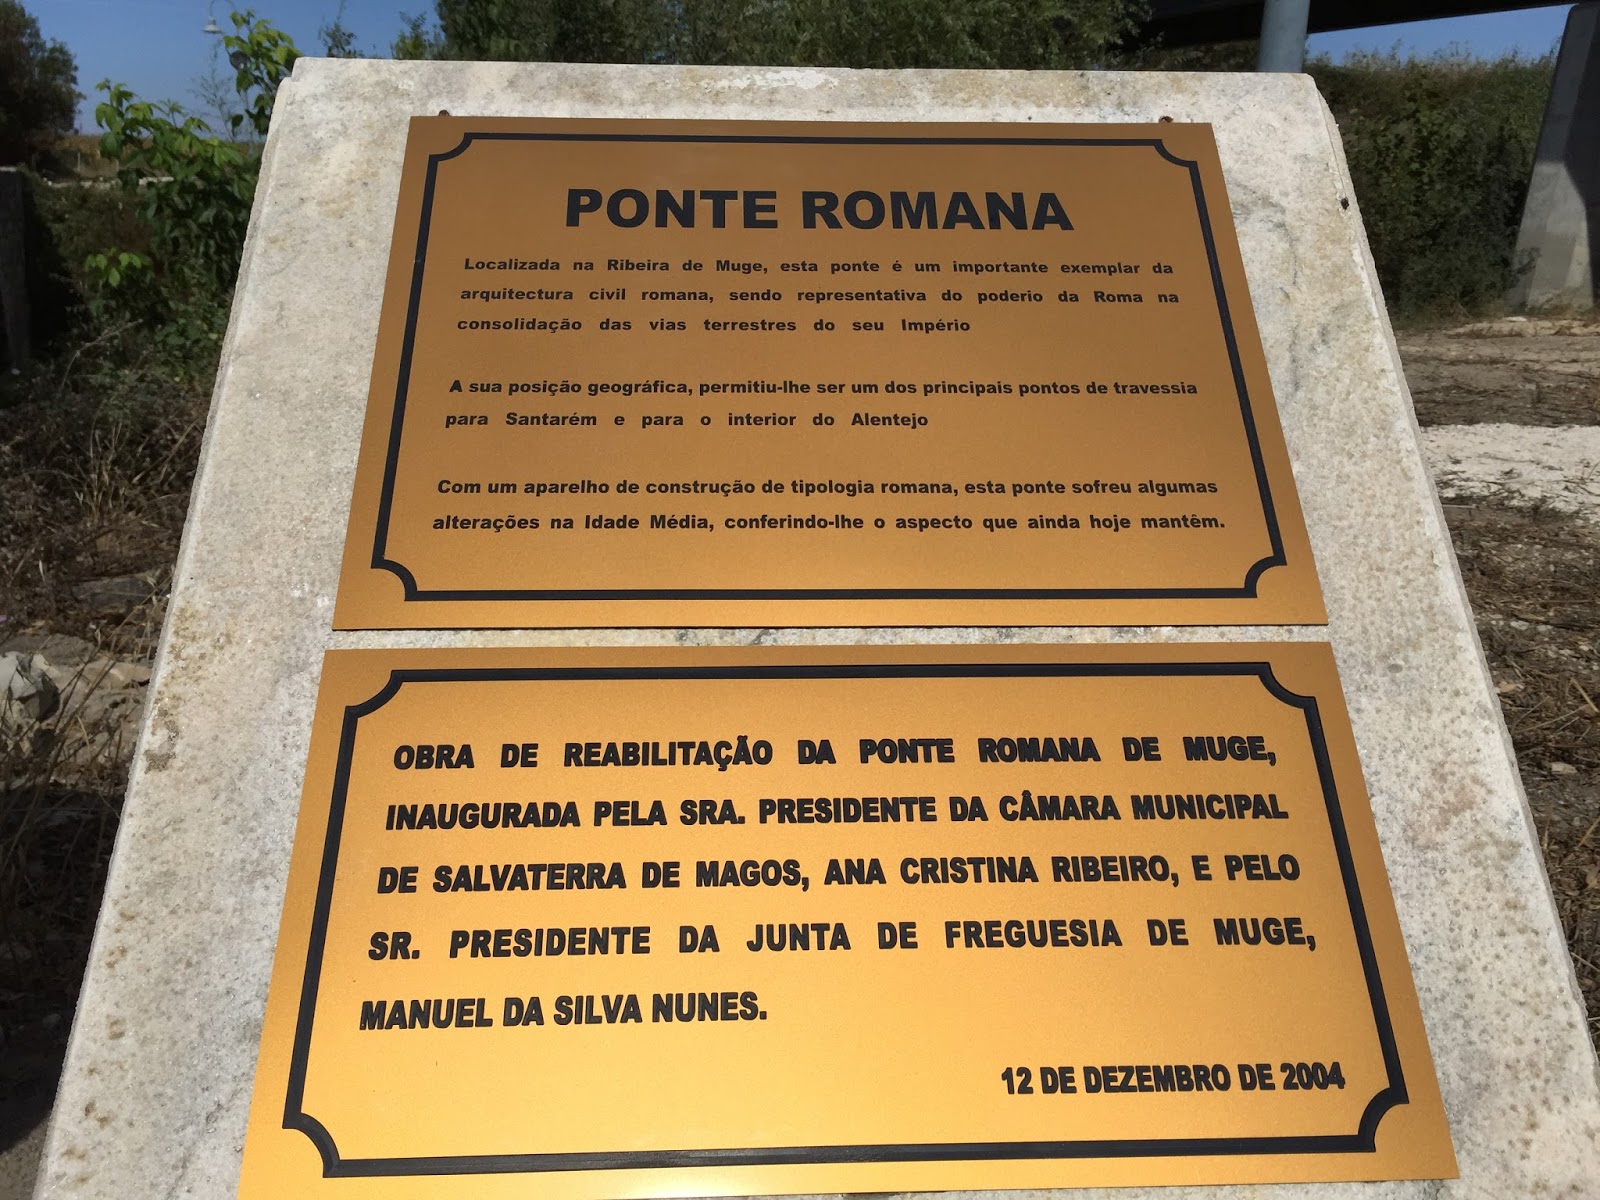 PONTE ROMANA
Localizada na Ribeira de Muge, esta ponte é um importante exemplar da
arquitectura civil romana, sendo representativa do poderio da Roma na
consolidação das vias terrestres do seu Império
A sua posição geográfica, permitiu-lhe ser um dos principais pontos de travessia
para Santarém e para o interior do Alentejo
Com um aparelho de construção de tipologia romana, esta ponte sofreu algumas
alterações na Idade Média, conferindo-lhe o aspecto que ainda hoje mantêm.
OBRA DE REABILITAÇÃO DA PONTE ROMANA DE MUGE,
INAUGURADA PELA SRA. PRESIDENTE DA CÂMARA MUNICIPAL
DE SALVATERRA DE MAGOS, ANA CRISTINA RIBEIRO, E PELO
SR. PRESIDENTE DA JUNTA DE FREGUESIA DE MUGE,
MANUEL DA SILVA NUNES.
12 DE DEZEMBRO DE 2004